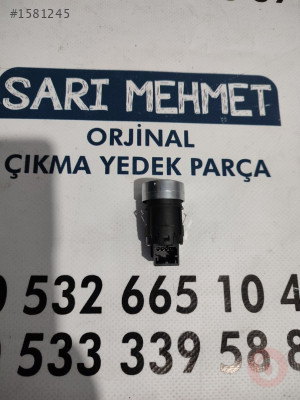 #1581245
SARI MEHMET
ORJİNAL
ÇIKMA YEDEK PARÇA
0 532 665 10 4
0 533 339 58 8